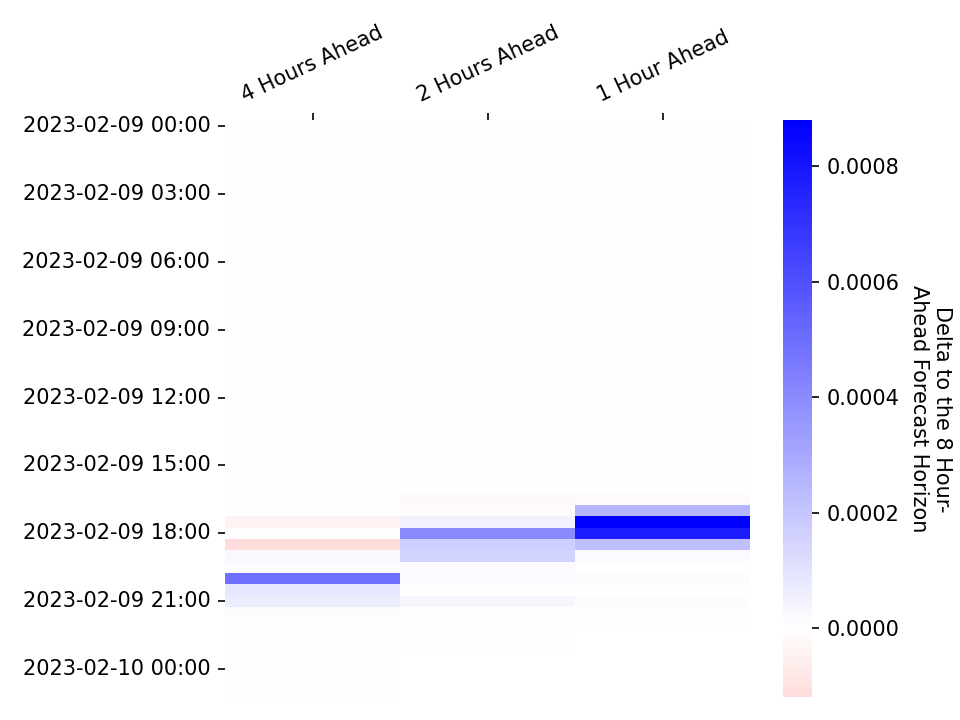 4 Hours Ahead
2 Hours Ahead
1 Hour Ahead
2023-02-09 00:00
2023-02-09 03:00
2023-02-09 06:00
2023-02-09 09:00
2023-02-09 12:00
2023-02-09 15:00
2023-02-09 18:00
2023-02-09 21:00
2023-02-10 00:00
0.0008
0.0006
0.0004
0.0002
0.0000
Delta to the 8 Hour-
Ahead Forecast Horizon